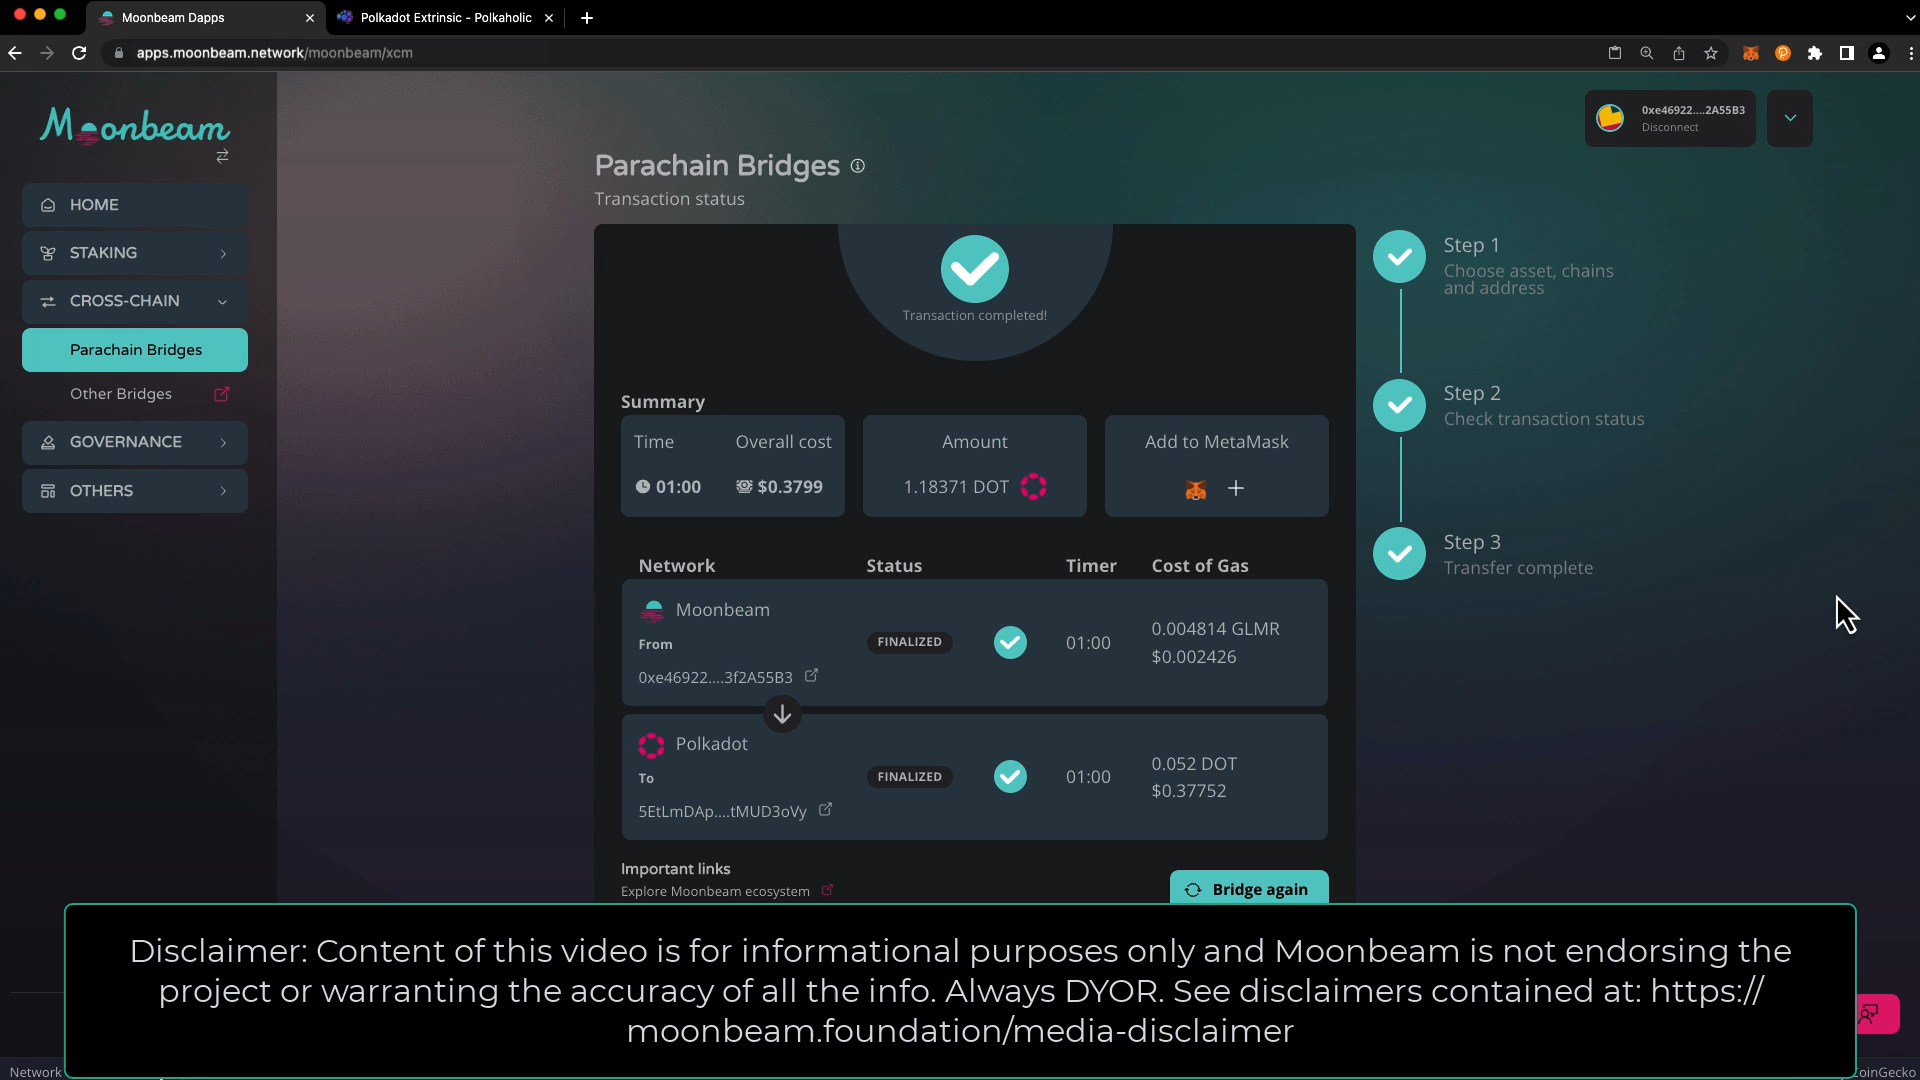 Moonbeam Dapps
Polkadot Extrinsic - Polkaholic
apps.moonbeam.network/moonbeam/xcm
Moonbeam
0xe46922....2A55B3
Disconnect
HOME
STAKING
CROSS-CHAIN
Parachain Bridges
Other Bridges
GOVERNANCE
OTHERS
Parachain Bridges
Transaction status
Transaction completed!
Summary
Time Overall cost
01:00 $0.3799
Amount
1.18371 DOT
Add to MetaMask
Network Status Timer Cost of Gas
Moonbeam
From
0xe46922....3f2A55B3
FINALIZED
01:00
0.004814 GLMR
$0.002426
Polkadot
To
5EtLmDAp....tMUD3oVy
FINALIZED
01:00
0.052 DOT
$0.37752
Important links
Explore Moonbeam ecosystem
Bridge again
Step 1
Choose asset, chains
and address
Step 2
Check transaction status
Step 3
Transfer complete
Disclaimer: Content of this video is for informational purposes only and Moonbeam is not endorsing the
project or warranting the accuracy of all the info. Always DYOR. See disclaimers contained at: https://
moonbeam.foundation/media-disclaimer
Network
CoinGecko